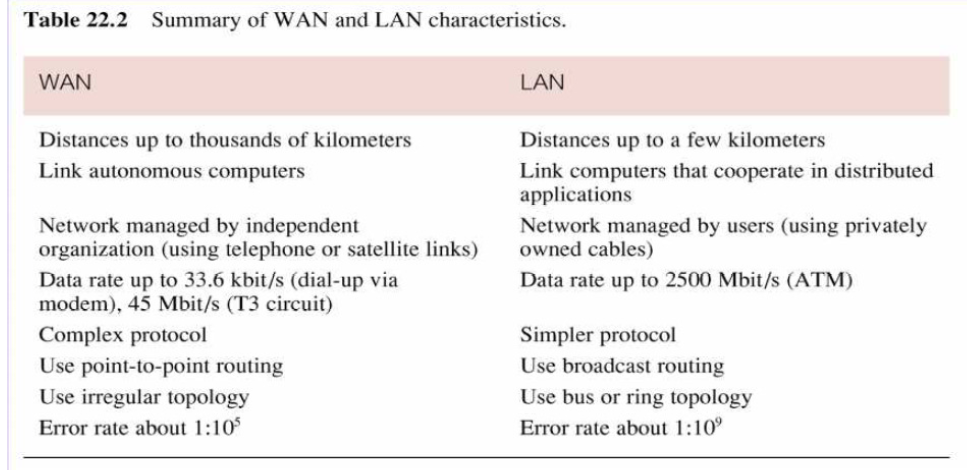 Table 22.2 Summary of WAN and LAN characteristics.
WAN LAN
Distances up to thousands of kilometers Distances up to a few kilometers
Link autonomous computers Link computers that cooperate in distributed
applications
Network managed by independent Network managed by users (using privately
organization (using telephone or satellite links) owned cables)
Data rate up to 33.6 kbit/s (dial-up via Data rate up to 2500 Mbit/s (ATM)
modem), 45 Mbit/s (T3 circuit)
Complex protocol Simpler protocol
Use point-to-point routing Use broadcast routing
Use irregular topology Use bus or ring topology
Error rate about 1:10⁵ Error rate about 1:10⁹